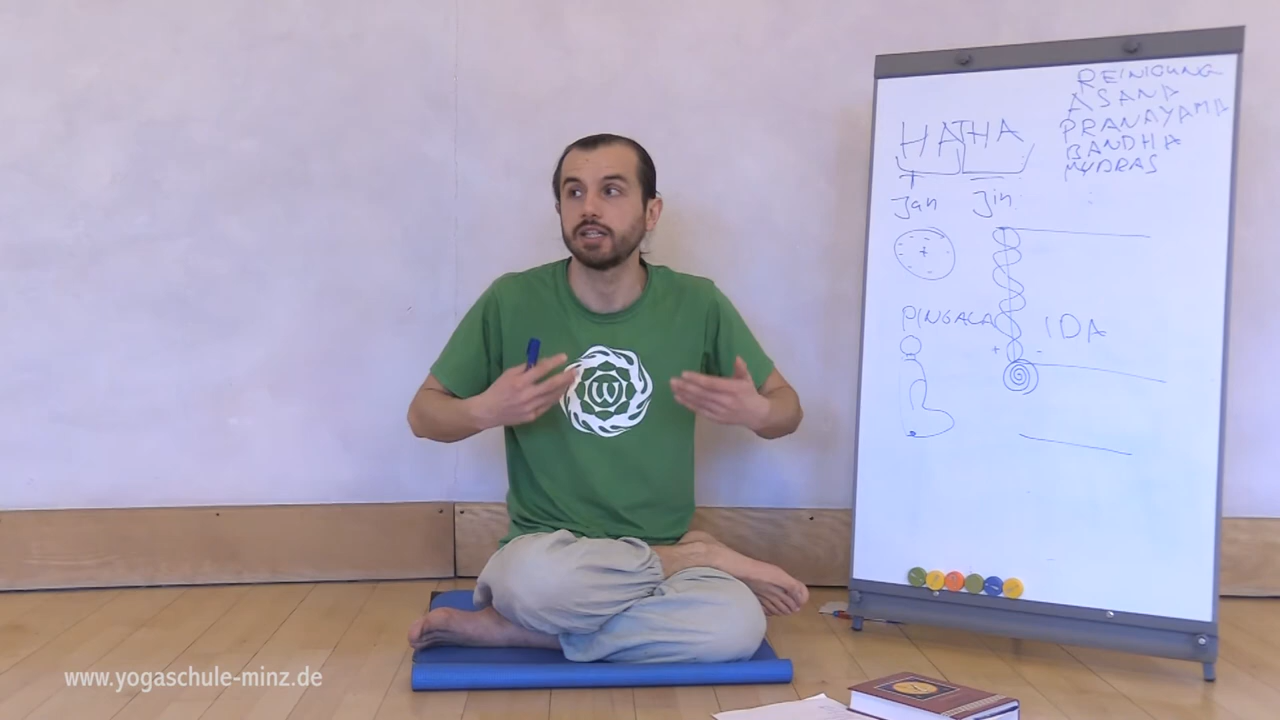 REINIGUNG
ASANA
PRANAYAMA
BANDHA
MUDRAS
HATHA
Jan Jin
+
PINGALA IDA
+ -
W
www.yogaschule-minz.de